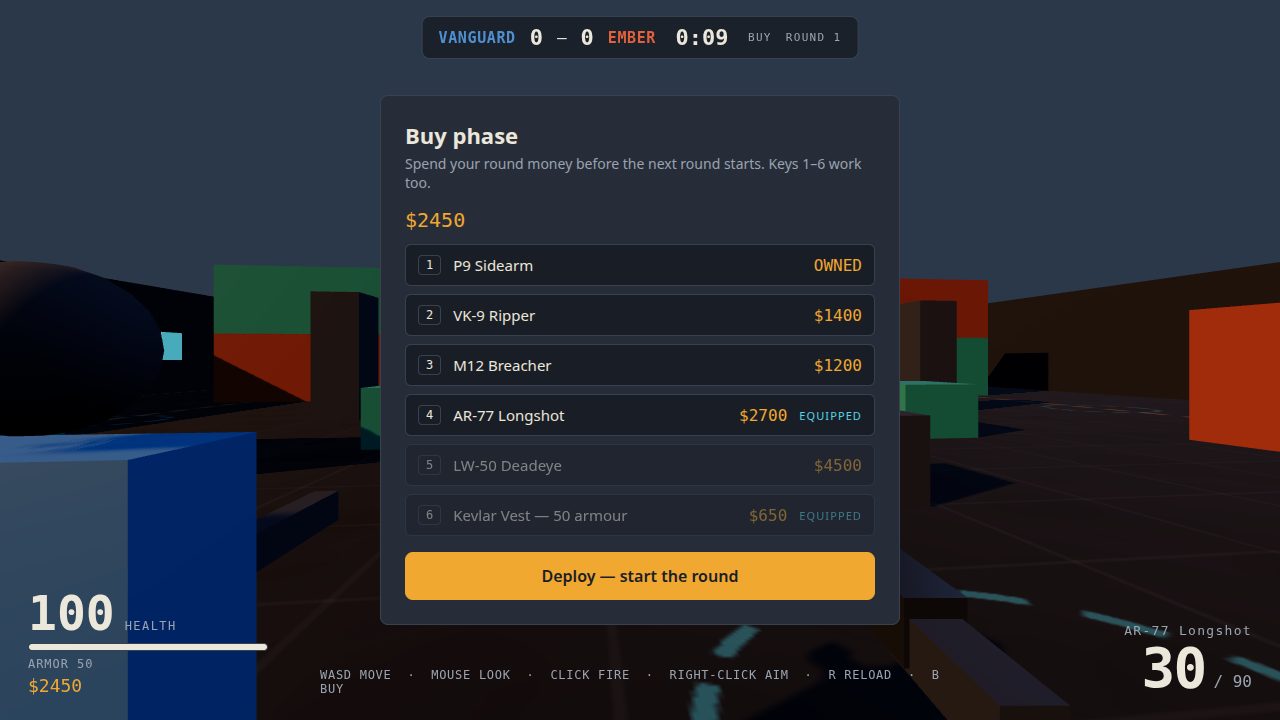 VANGUARD 0 — 0 EMBER 0:09 BUY ROUND 1
Buy phase
Spend your round money before the next round starts. Keys 1–6 work
too.
$2450
1 P9 Sidearm OWNED
2 VK-9 Ripper $1400
3 M12 Breacher $1200
4 AR-77 Longshot $2700 EQUIPPED
5 LW-50 Deadeye $4500
6 Kevlar Vest — 50 armour $650 EQUIPPED
Deploy — start the round
100 HEALTH
ARMOR 50
$2450
WASD MOVE · MOUSE LOOK · CLICK FIRE · RIGHT-CLICK AIM · R RELOAD · B
BUY
AR-77 Longshot
30 / 90